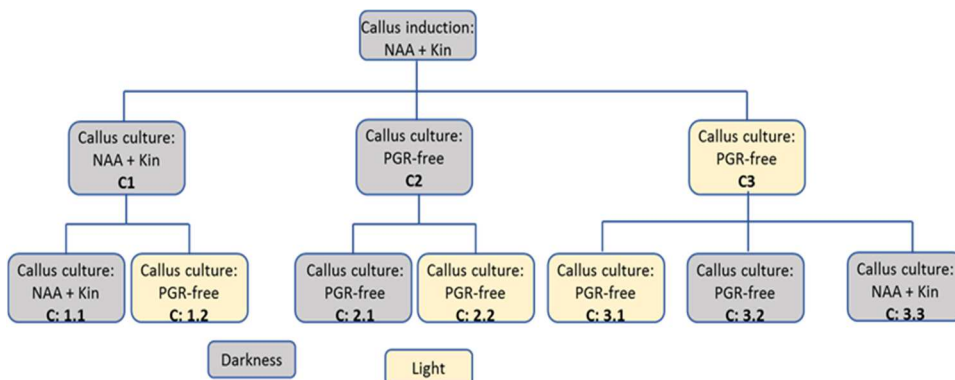 Callus induction:
NAA + Kin
Callus culture:
NAA + Kin
C1
Callus culture:
PGR-free
C2
Callus culture:
PGR-free
C3
Callus culture:
NAA + Kin
C: 1.1
Callus culture:
PGR-free
C: 1.2
Callus culture:
PGR-free
C: 2.1
Callus culture:
PGR-free
C: 2.2
Callus culture:
PGR-free
C: 3.1
Callus culture:
PGR-free
C: 3.2
Callus culture:
NAA + Kin
C: 3.3
Darkness
Light